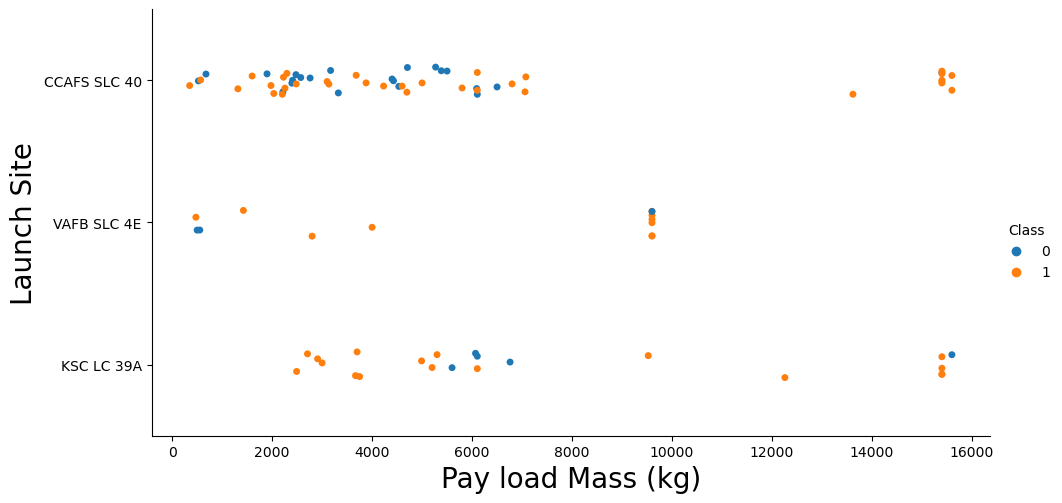 CCAFS SLC 40
VAFB SLC 4E
KSC LC 39A
Launch Site
0 2000 4000 6000 8000 10000 12000 14000 16000
Pay load Mass (kg)
Class
0
1